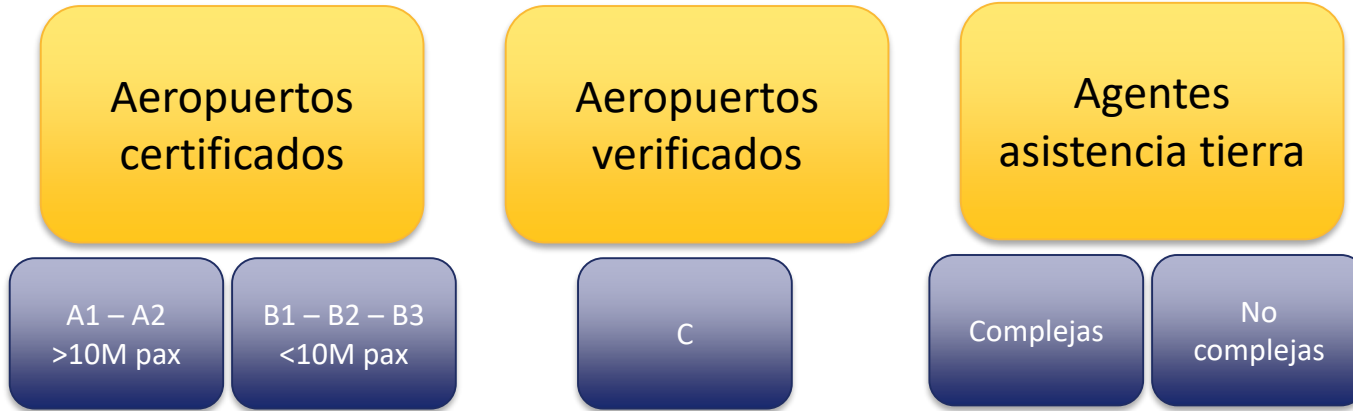 Aeropuertos
certificados
Aeropuertos
verificados
Agentes
asistencia tierra
A1 – A2
>10M pax
B1 – B2 – B3
<10M pax
C
Complejas
No
complejas